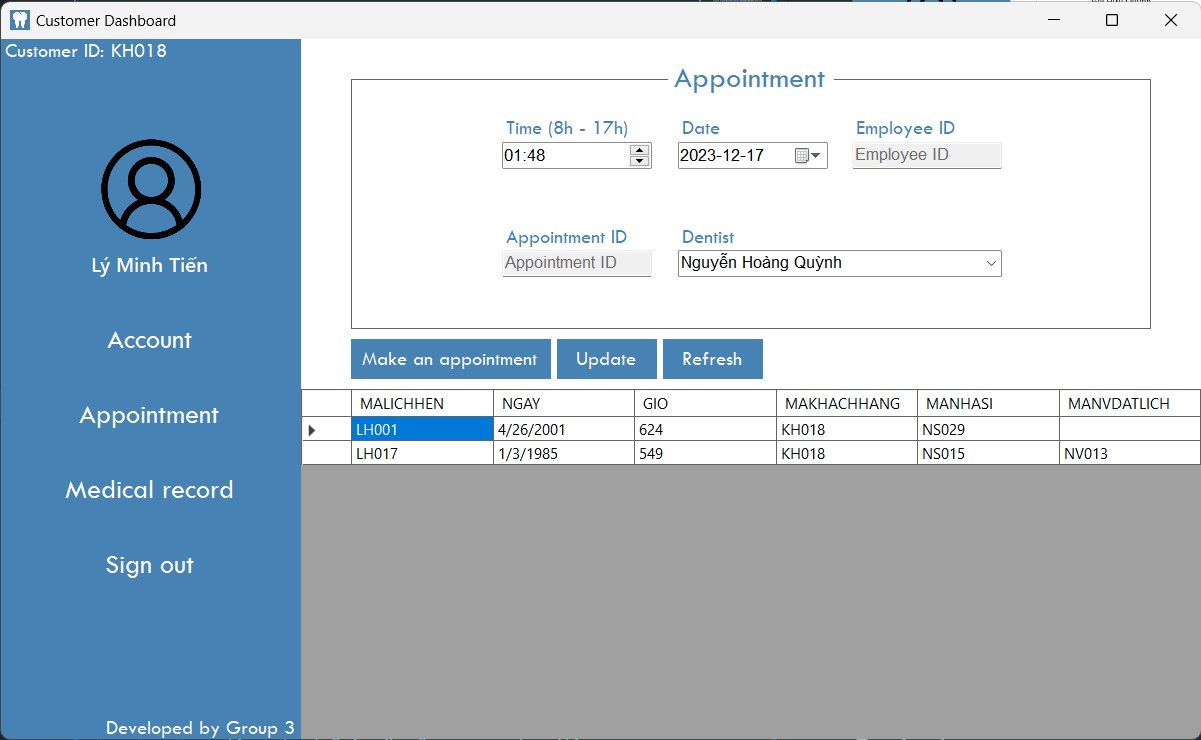 Customer Dashboard
Customer ID: KH018
Lý Minh Tiến
Account
Appointment
Medical record
Sign out
Developed by Group 3
Appointment
Time (8h - 17h) Date Employee ID
01:48 2023-12-17 Employee ID
Appointment ID Dentist
Appointment ID Nguyễn Hoàng Quỳnh
Make an appointment Update Refresh
MALICHHEN NGAY GIO MAKHACHHANG MANHASI MANVDATLICH
LH001 4/26/2001 624 KH018 NS029
LH017 1/3/1985 549 KH018 NS015 NV013